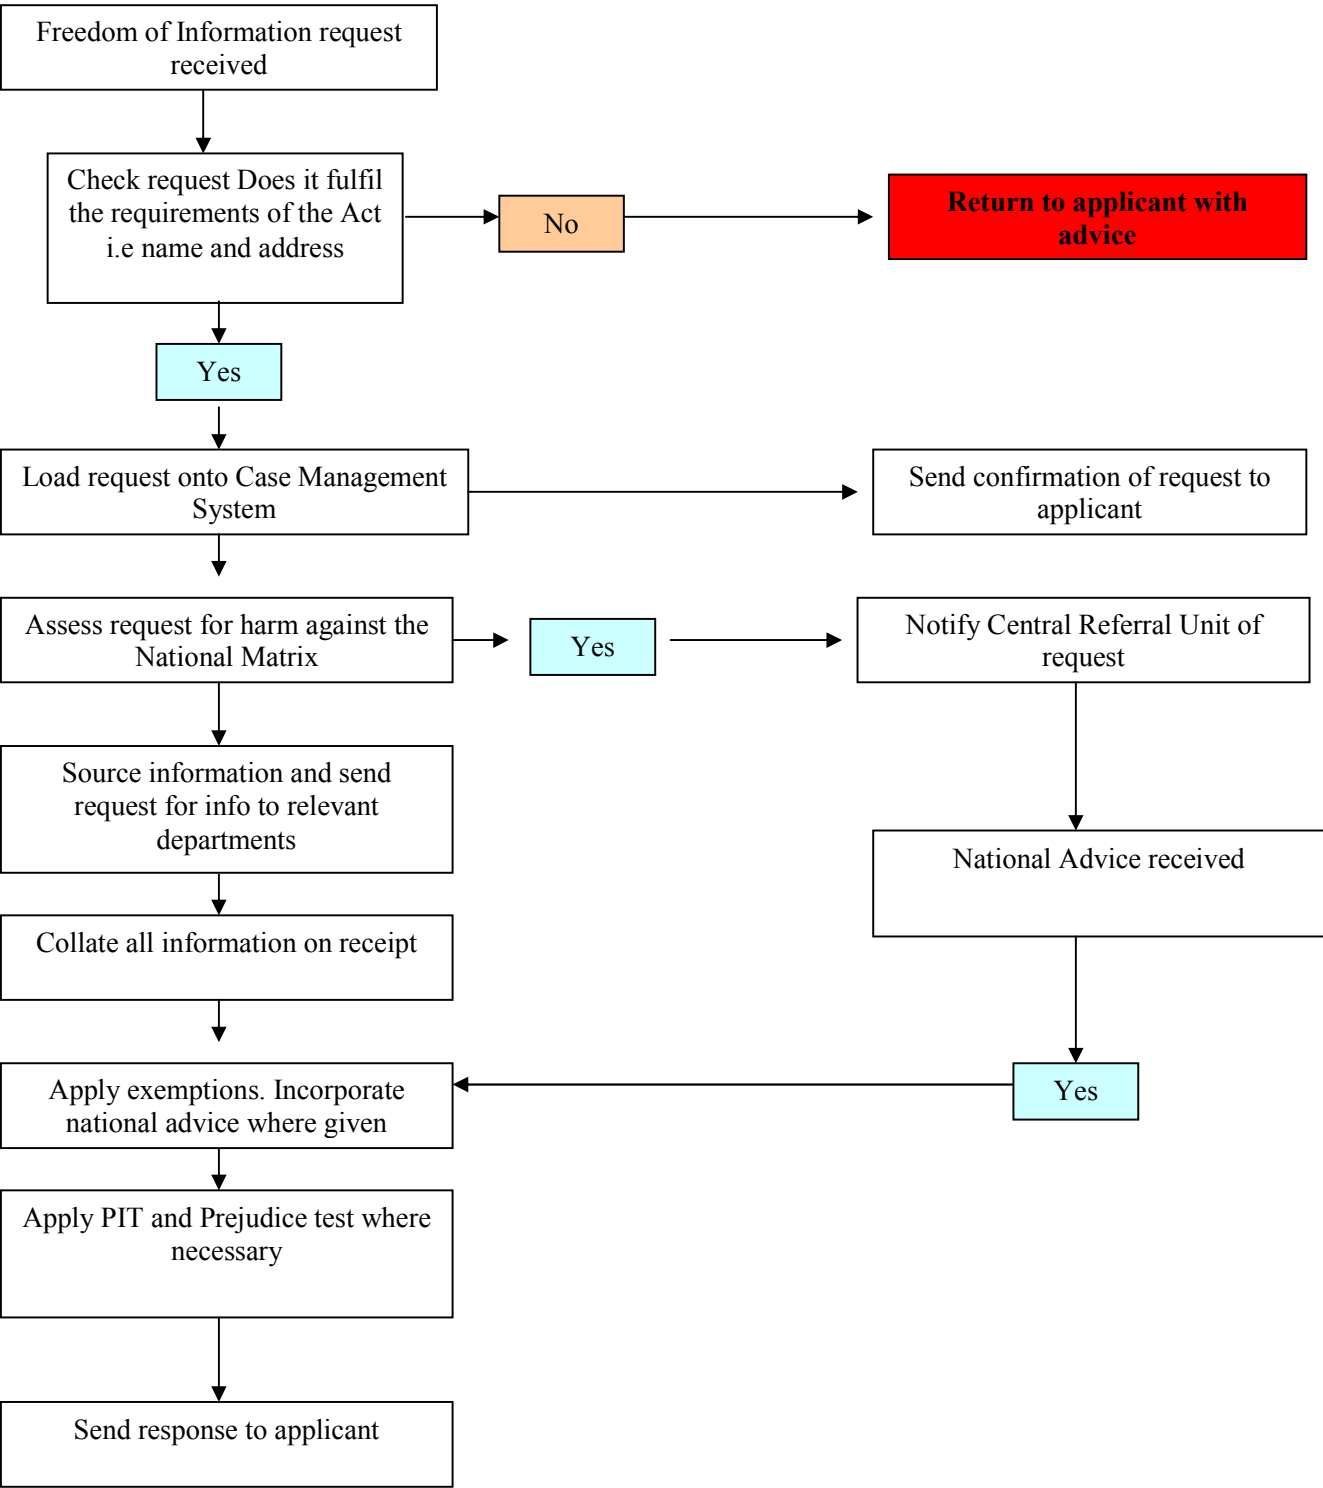 Freedom of Information request
received
Check request Does it fulfil
the requirements of the Act
i.e name and address
No
Return to applicant with
advice
Yes
Load request onto Case Management
System
Send confirmation of request to
applicant
Assess request for harm against the
National Matrix
Yes
Notify Central Referral Unit of
request
Source information and send
request for info to relevant
departments
National Advice received
Collate all information on receipt
Apply exemptions. Incorporate
national advice where given
Yes
Apply PIT and Prejudice test where
necessary
Send response to applicant